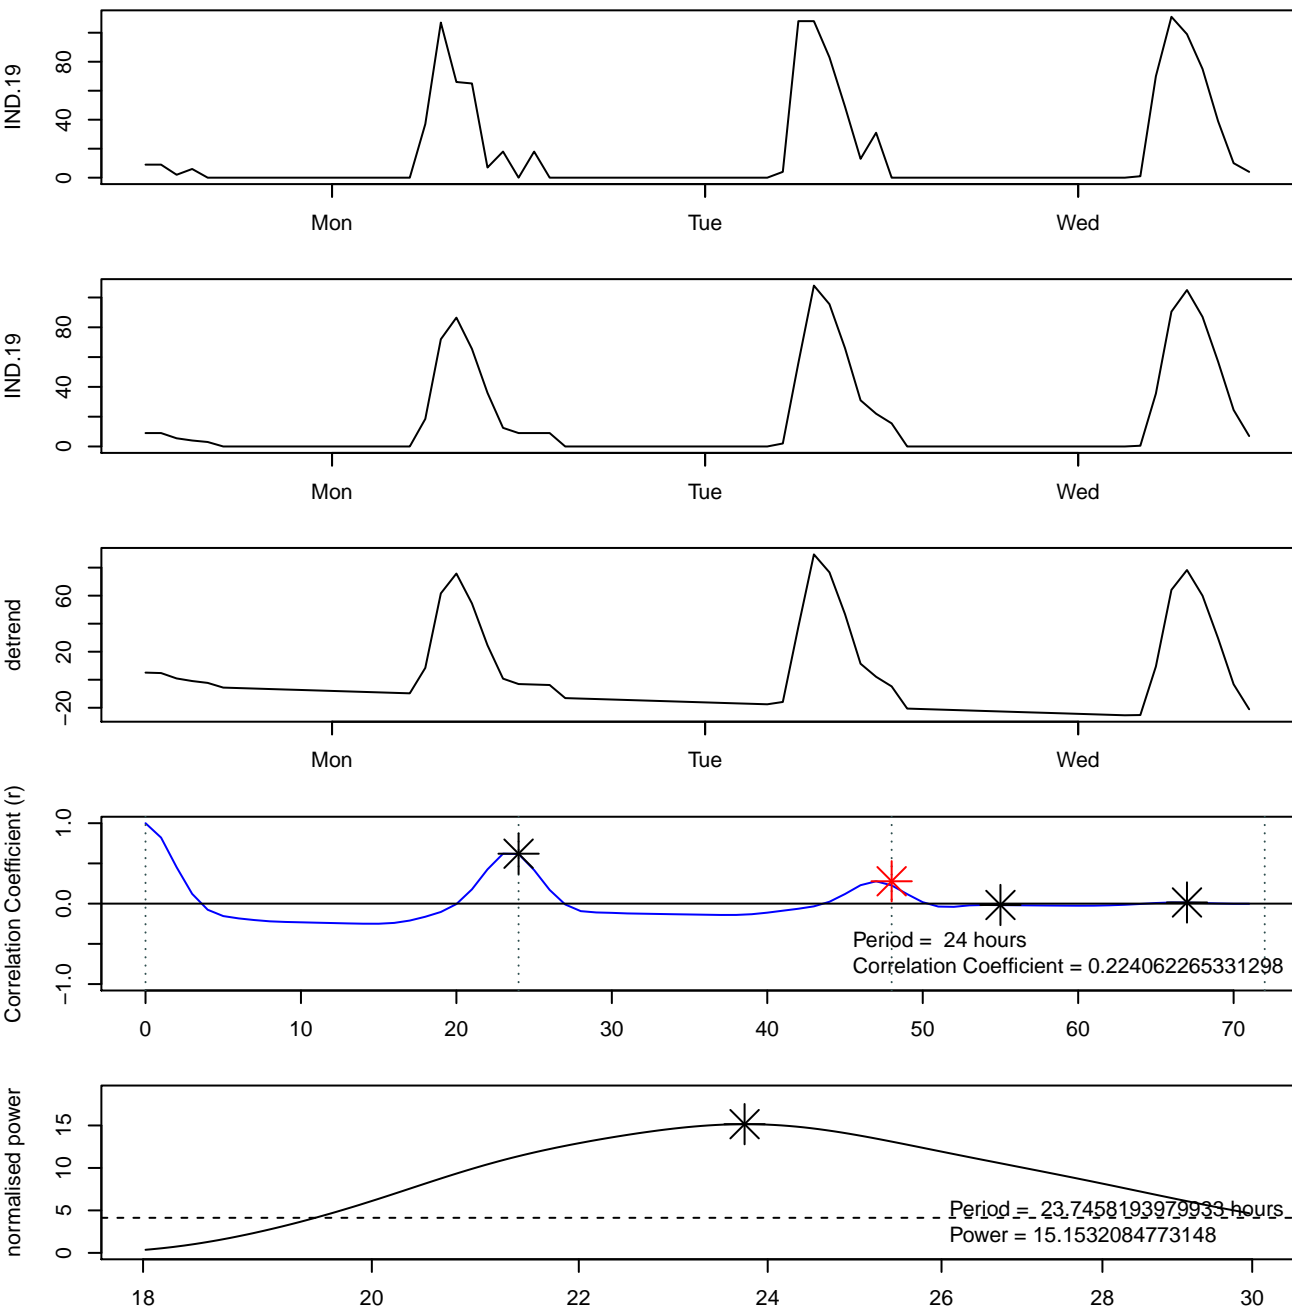 IND.19
0 40 80
Mon Tue Wed
IND.19
0 40 80
Mon Tue Wed
detrend
−20 20 60
Mon Tue Wed
Correlation Coefficient (r)
−1.0 0.0 1.0
Period =  24 hours
Correlation Coefficient = 0.224062265331298
0 10 20 30 40 50 60 70
normalised power
0 5 10 15
Period =  23.7458193979933 hours
Power = 15.1532084773148
18 20 22 24 26 28 30